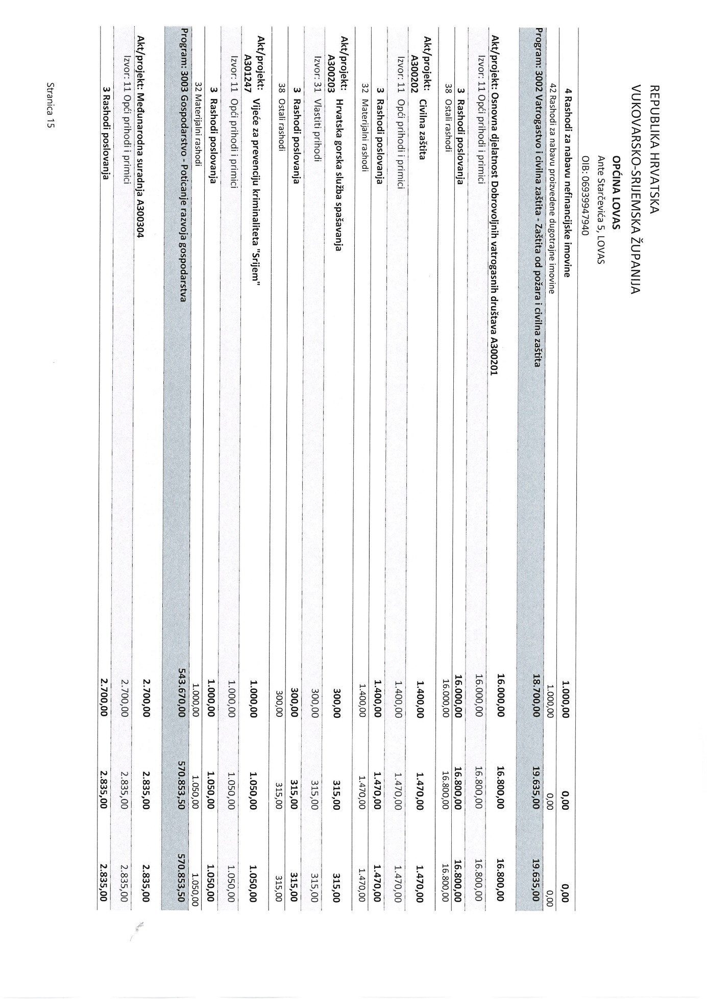 REPUBLIKA HRVATSKA
VUKOVARSKO-SRIJEMSKA ŽUPANIJA
OPĆINA LOVAS
Ante Starčevića 5, LOVAS
OIB: 06939947940
4 Rashodi za nabavu nefinancijske imovine 1.000,00 0,00 0,00
42 Rashodi za nabavu proizvedene dugotrajne imovine 1.000,00 0,00 0,00
Program: 3002 Vatrogastvo i civilna zaštita - Zaštita od požara i civilna zaštita 18.700,00 19.635,00 19.635,00
Akt/projekt: Osnovna djelatnost Dobrovoljnih vatrogasnih društava A300201 16.000,00 16.800,00 16.800,00
Izvor: 11 Opći prihodi i primici 16.000,00 16.800,00 16.800,00
3 Rashodi poslovanja 16.000,00 16.800,00 16.800,00
38 Ostali rashodi 16.000,00 16.800,00 16.800,00
Akt/projekt: Civilna zaštita 1.400,00 1.470,00 1.470,00
A300202
Izvor: 11 Opći prihodi i primici 1.400,00 1.470,00 1.470,00
3 Rashodi poslovanja 1.400,00 1.470,00 1.470,00
32 Materijalni rashodi 1.400,00 1.470,00 1.470,00
Akt/projekt: Hrvatska gorska služba spašavanja 300,00 315,00 315,00
A300203
Izvor: 31 Vlastiti prihodi 300,00 315,00 315,00
3 Rashodi poslovanja 300,00 315,00 315,00
38 Ostali rashodi 300,00 315,00 315,00
Akt/projekt: Vijeće za prevenciju kriminaliteta "Srijem" 1.000,00 1.050,00 1.050,00
A301247
Izvor: 11 Opći prihodi i primici 1.000,00 1.050,00 1.050,00
3 Rashodi poslovanja 1.000,00 1.050,00 1.050,00
32 Materijalni rashodi 1.000,00 1.050,00 1.050,00
Program: 3003 Gospodarstvo - Poticanje razvoja gospodarstva 543.670,00 570.853,50 570.853,50
Akt/projekt: Međunarodna suradnja A300304 2.700,00 2.835,00 2.835,00
Izvor: 11 Opći prihodi i primici 2.700,00 2.835,00 2.835,00
3 Rashodi poslovanja 2.700,00 2.835,00 2.835,00
Stranica 15